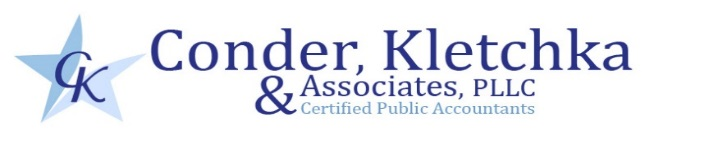 CK
Conder, Kletchka
& Associates, PLLC
Certified Public Accountants